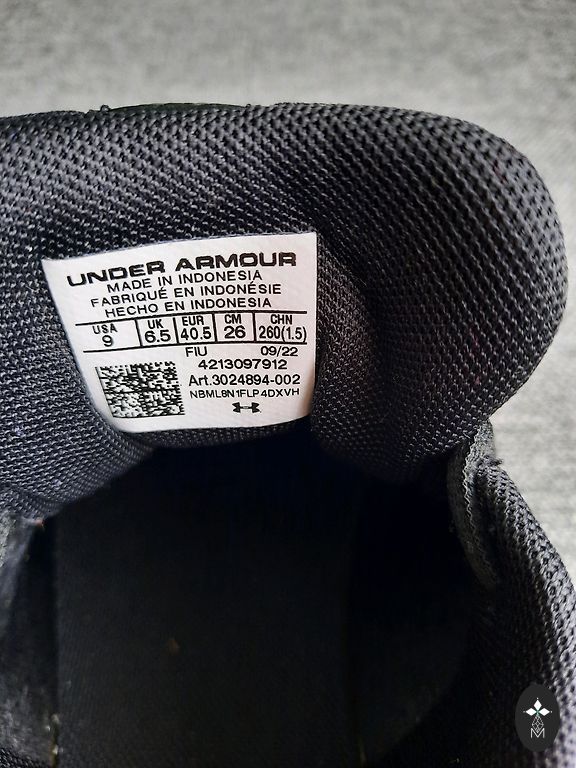 UNDER ARMOUR
MADE IN INDONESIA
FABRIQUÉ EN INDONÉSIE
HECHO EN INDONESIA
USA UK EUR CM CHN
9 6.5 40.5 26 260(1.5)
FIU 09/22
4213097912
Art.3024894-002
NBML8N1FLP4DXVH
M